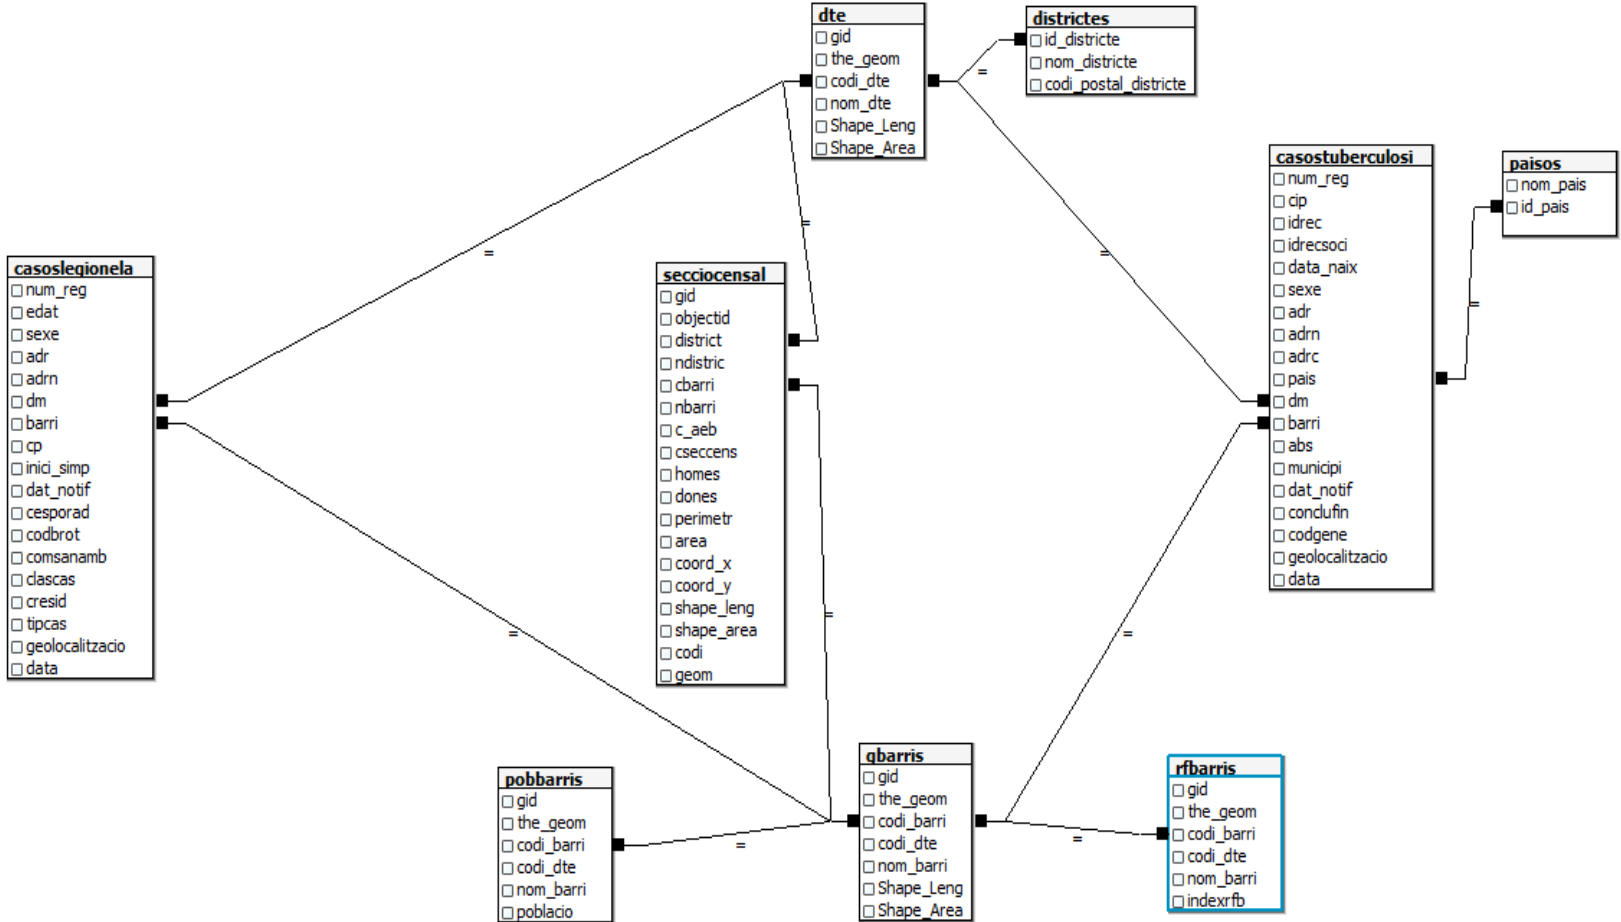 dte
gid
the_geom
codi_dte
nom_dte
Shape_Leng
Shape_Area
districtes
id_districte
nom_districte
codi_postal_districte
=
=
=
=
casostuberculosi
num_reg
cip
idrec
idrecsoci
data_naix
sexe
adr
adrn
adrc
pais
dm
barri
abs
municipi
dat_notif
conclufin
codgene
geolocalitzacio
data
paisos
nom_pais
id_pais
=
casoslegionela
num_reg
edat
sexe
adr
adrn
dm
barri
cp
inici_simp
dat_notif
cesporad
codbrot
comsanamb
clascas
cresid
tipcas
geolocalitzacio
data
secciocensal
gid
objectid
district
ndistric
cbarri
nbarri
c_aeb
cseccens
homes
dones
perimetr
area
coord_x
coord_y
shape_leng
shape_area
codi
geom
=
=
=
pobbarris
gid
the_geom
codi_barri
codi_dte
nom_barri
poblacio
=
qbarris
gid
the_geom
codi_barri
codi_dte
nom_barri
Shape_Leng
Shape_Area
=
rfbarris
gid
the_geom
codi_barri
codi_dte
nom_barri
indexrfb